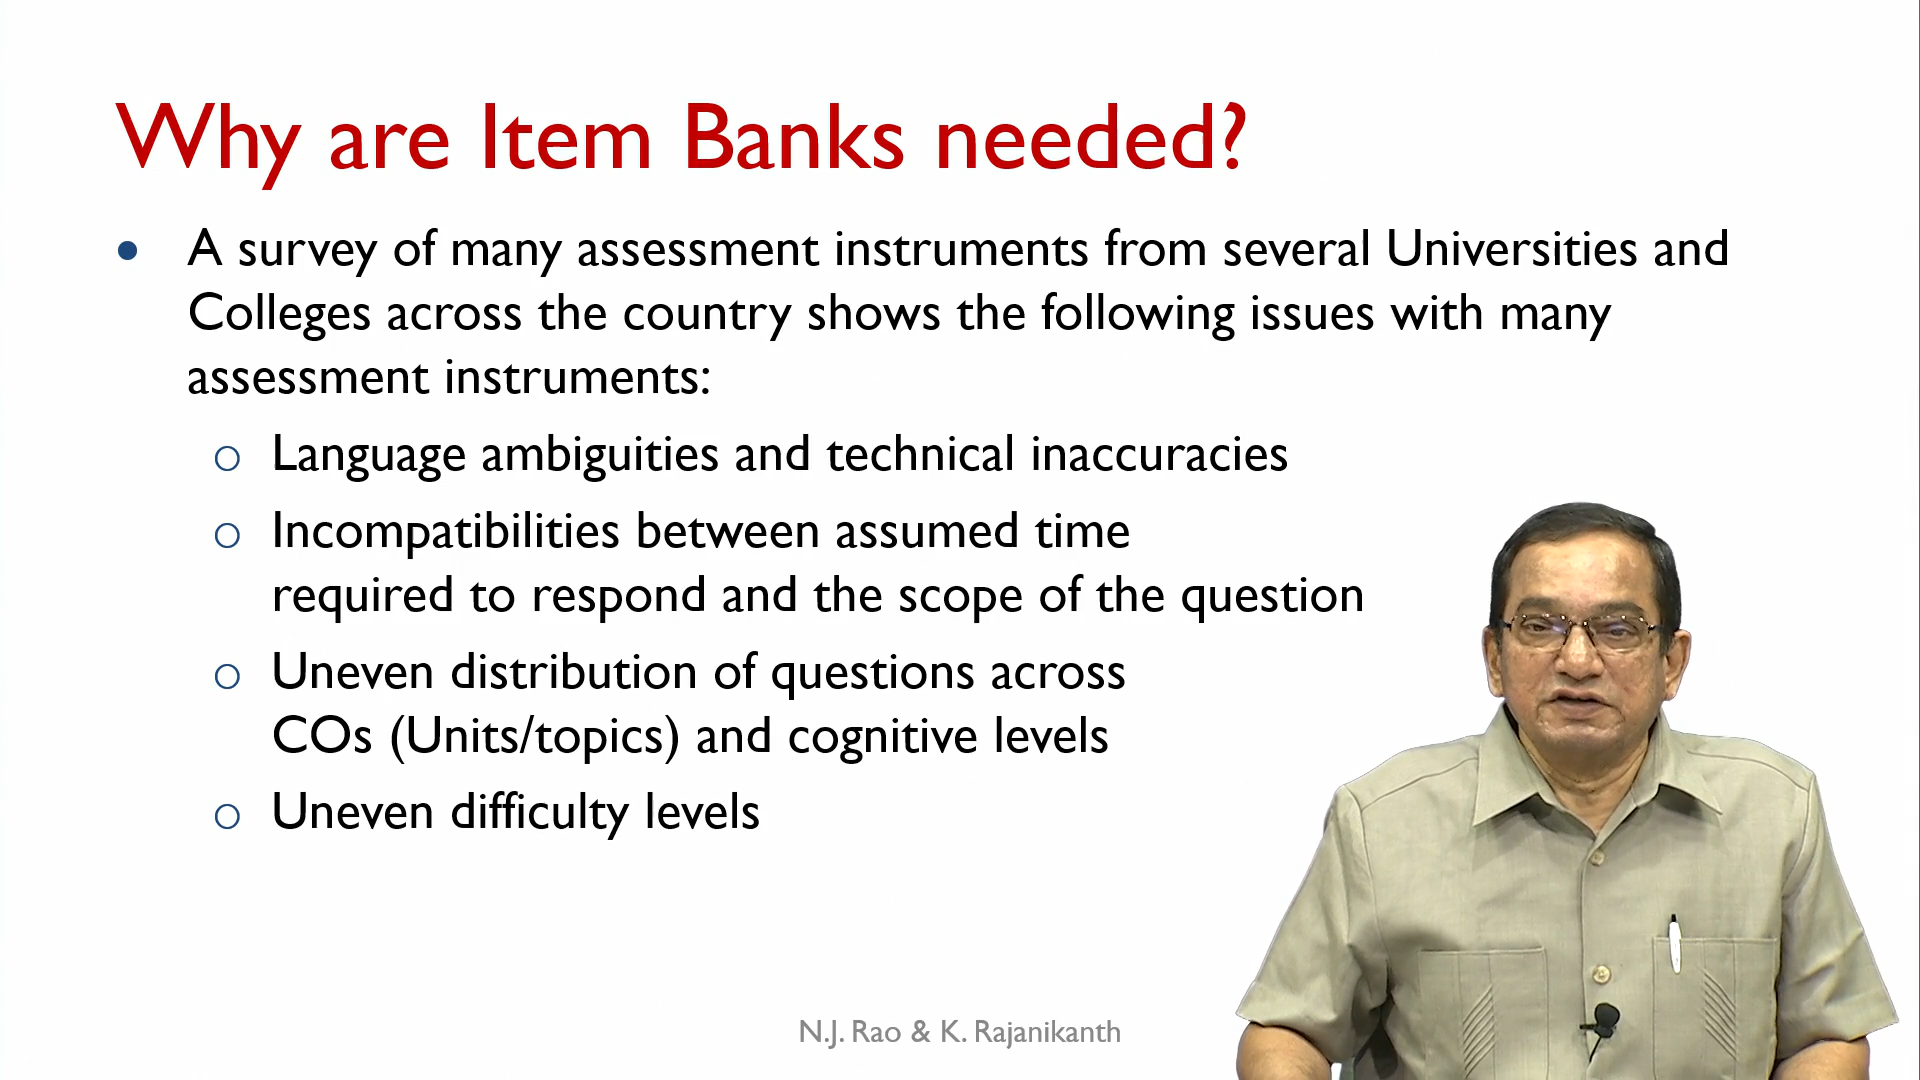 Why are Item Banks needed?
• A survey of many assessment instruments from several Universities and
Colleges across the country shows the following issues with many
assessment instruments:
o Language ambiguities and technical inaccuracies
o Incompatibilities between assumed time
required to respond and the scope of the question
o Uneven distribution of questions across
COs (Units/topics) and cognitive levels
o Uneven difficulty levels
N.J. Rao & K. Rajanikanth